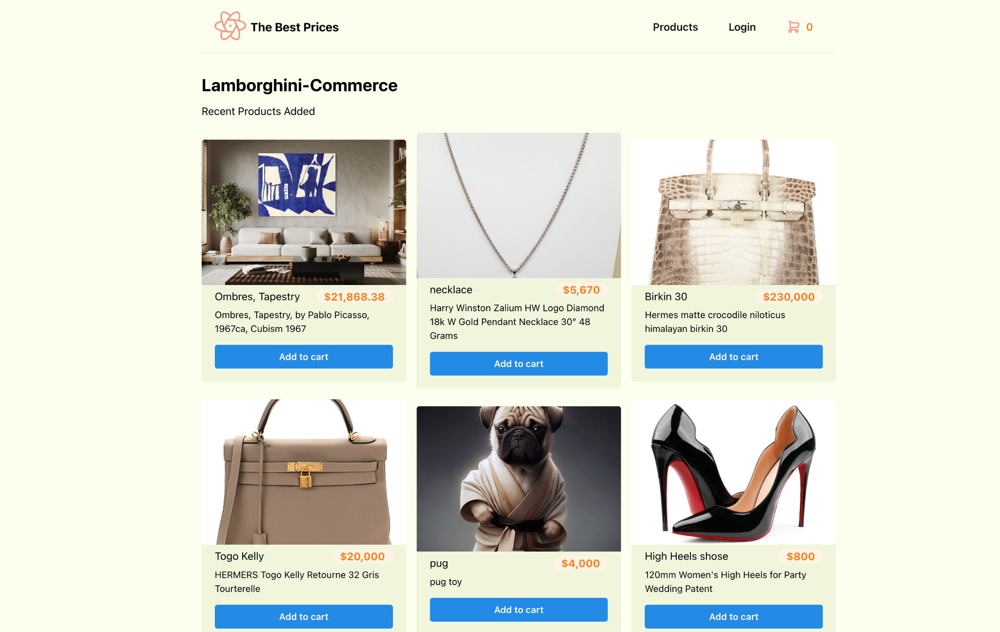 The Best Prices
Products
Login
0
Lamborghini-Commerce
Recent Products Added
Ombres, Tapestry
$21,868.38
Ombres, Tapestry, by Pablo Picasso,
1967ca, Cubism 1967
Add to cart
necklace
$5,670
Harry Winston Zalium HW Logo Diamond
18k W Gold Pendant Necklace 30” 48
Grams
Add to cart
Birkin 30
$230,000
Hermes matte crocodile niloticus
himalayan birkin 30
Add to cart
Togo Kelly
$20,000
HERMERS Togo Kelly Retourne 32 Gris
Tourterelle
Add to cart
pug
$4,000
pug toy
Add to cart
High Heels shose
$800
120mm Women's High Heels for Party
Wedding Patent
Add to cart